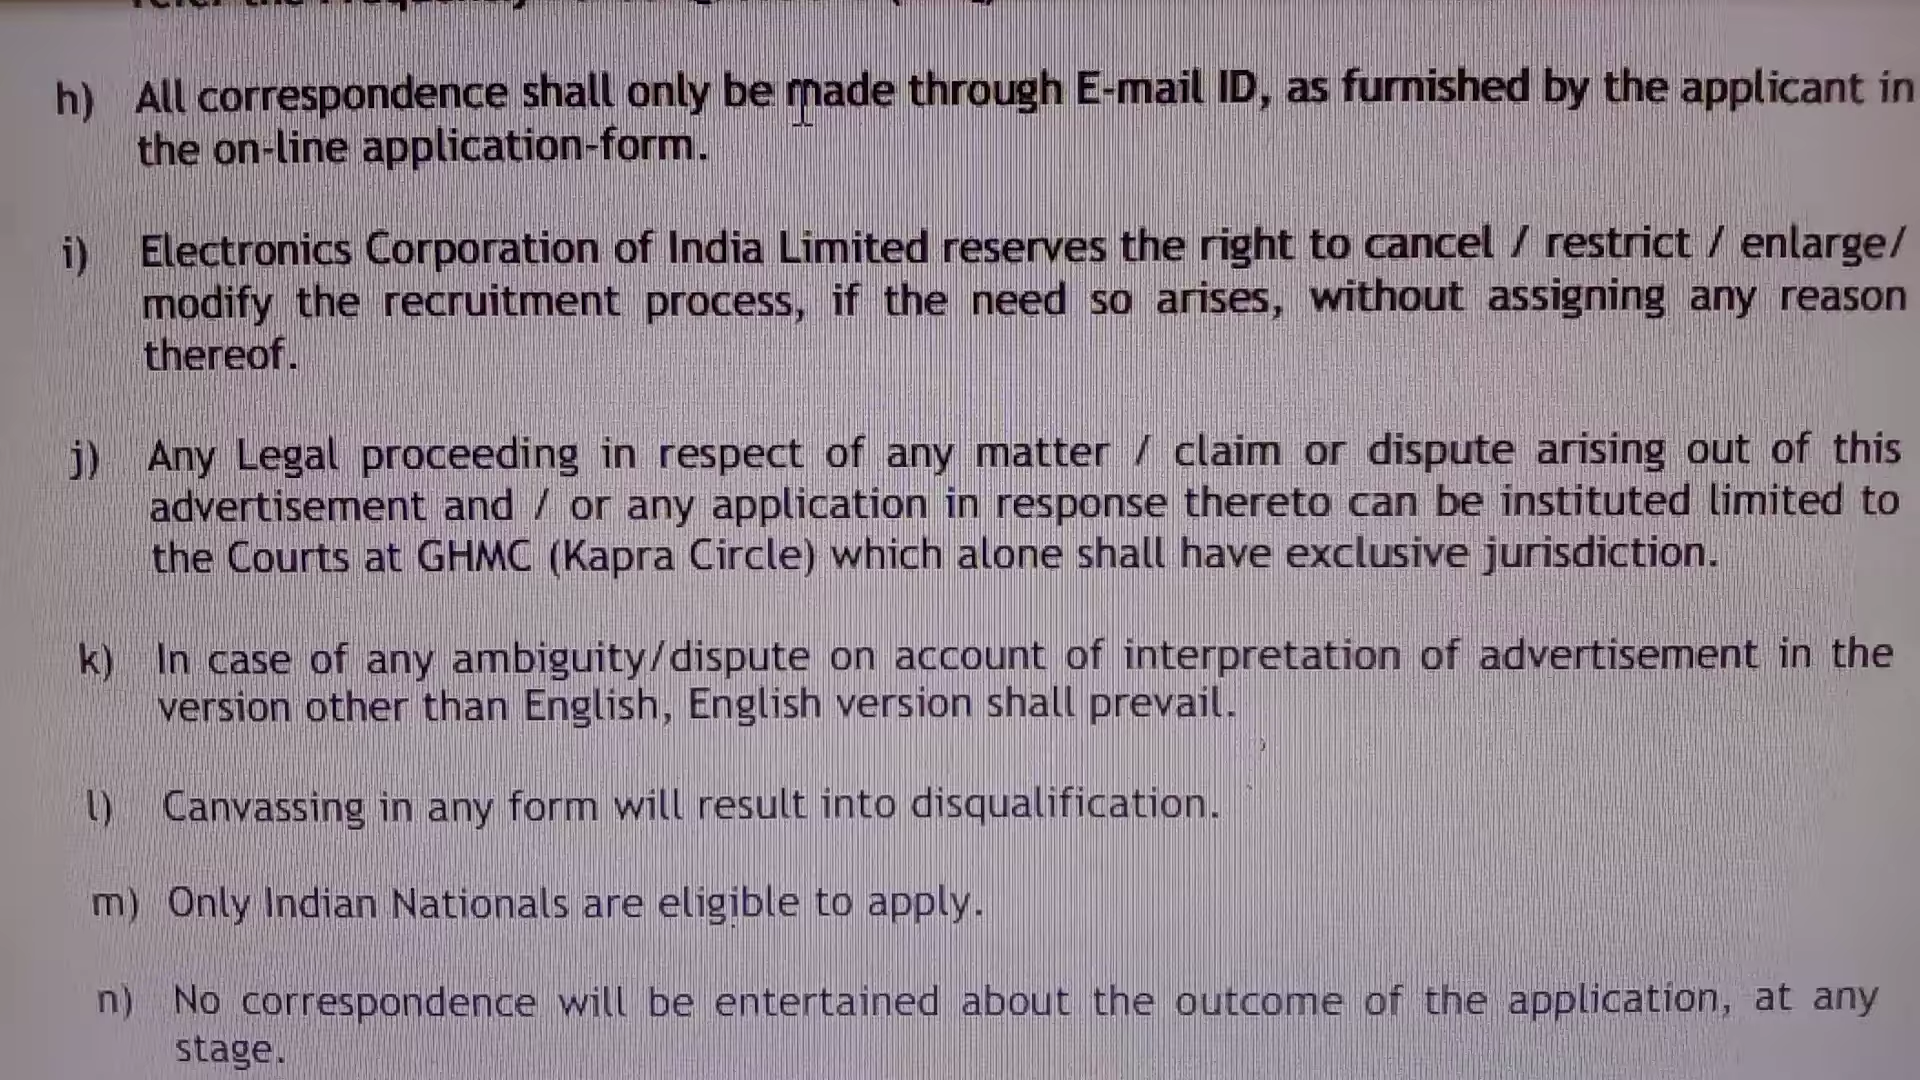 h) All correspondence shall only be made through E-mail ID, as furnished by the applicant in
the on-line application-form.
i) Electronics Corporation of India Limited reserves the right to cancel / restrict / enlarge/
modify the recruitment process, if the need so arises, without assigning any reason
thereof.
j) Any Legal proceeding in respect of any matter / claim or dispute arising out of this
advertisement and / or any application in response thereto can be instituted limited to
the Courts at GHMC (Kapra Circle) which alone shall have exclusive jurisdiction.
k) In case of any ambiguity/dispute on account of interpretation of advertisement in the
version other than English, English version shall prevail.
l) Canvassing in any form will result into disqualification.
m) Only Indian Nationals are eligible to apply.
n) No correspondence will be entertained about the outcome of the application, at any
stage.